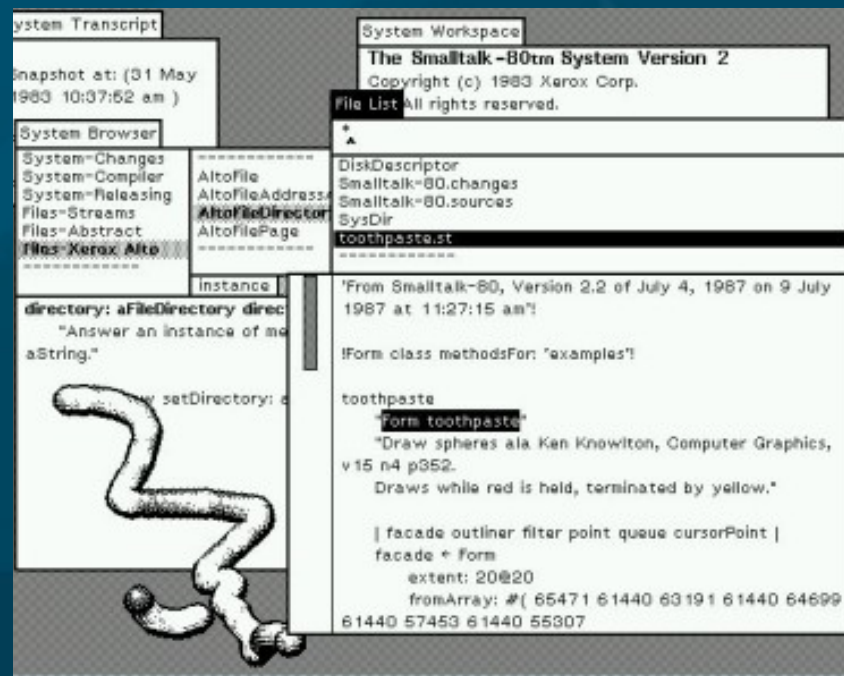 ystem Transcript
Snapshot at: (31 May
1983 10:37:52 am )
System Workspace
The Smalltalk-80tm System Version 2
Copyright (c) 1983 Xerox Corp.
All rights reserved.
System Browser
System-Changes
System-Compiler
System-Releasing
Files-Streams
Files-Abstract
Files-Xerox Alto
------------
------------
AltoFile
AltoFileAddress
AltoFileDirector
AltoFilePage
------------
instance
directory: aFileDirectory direc
"Answer an instance of me
aString."
w setDirectory: a
File List
*
DiskDescriptor
Smalltalk-80.changes
Smalltalk-80.sources
SysDir
toothpaste.st
------------
'From Smalltalk-80, Version 2.2 of July 4, 1987 on 9 July
1987 at 11:27:15 am'!
!Form class methodsFor: 'examples'!
toothpaste
"Form toothpaste"
"Draw spheres ala Ken Knowlton, Computer Graphics,
v15 n4 p352.
Draws while red is held, terminated by yellow."
| facade outliner filter point queue cursorPoint |
facade ← Form
extent: 20@20
fromArray: #( 65471 61440 63191 61440 64699
61440 57453 61440 55307